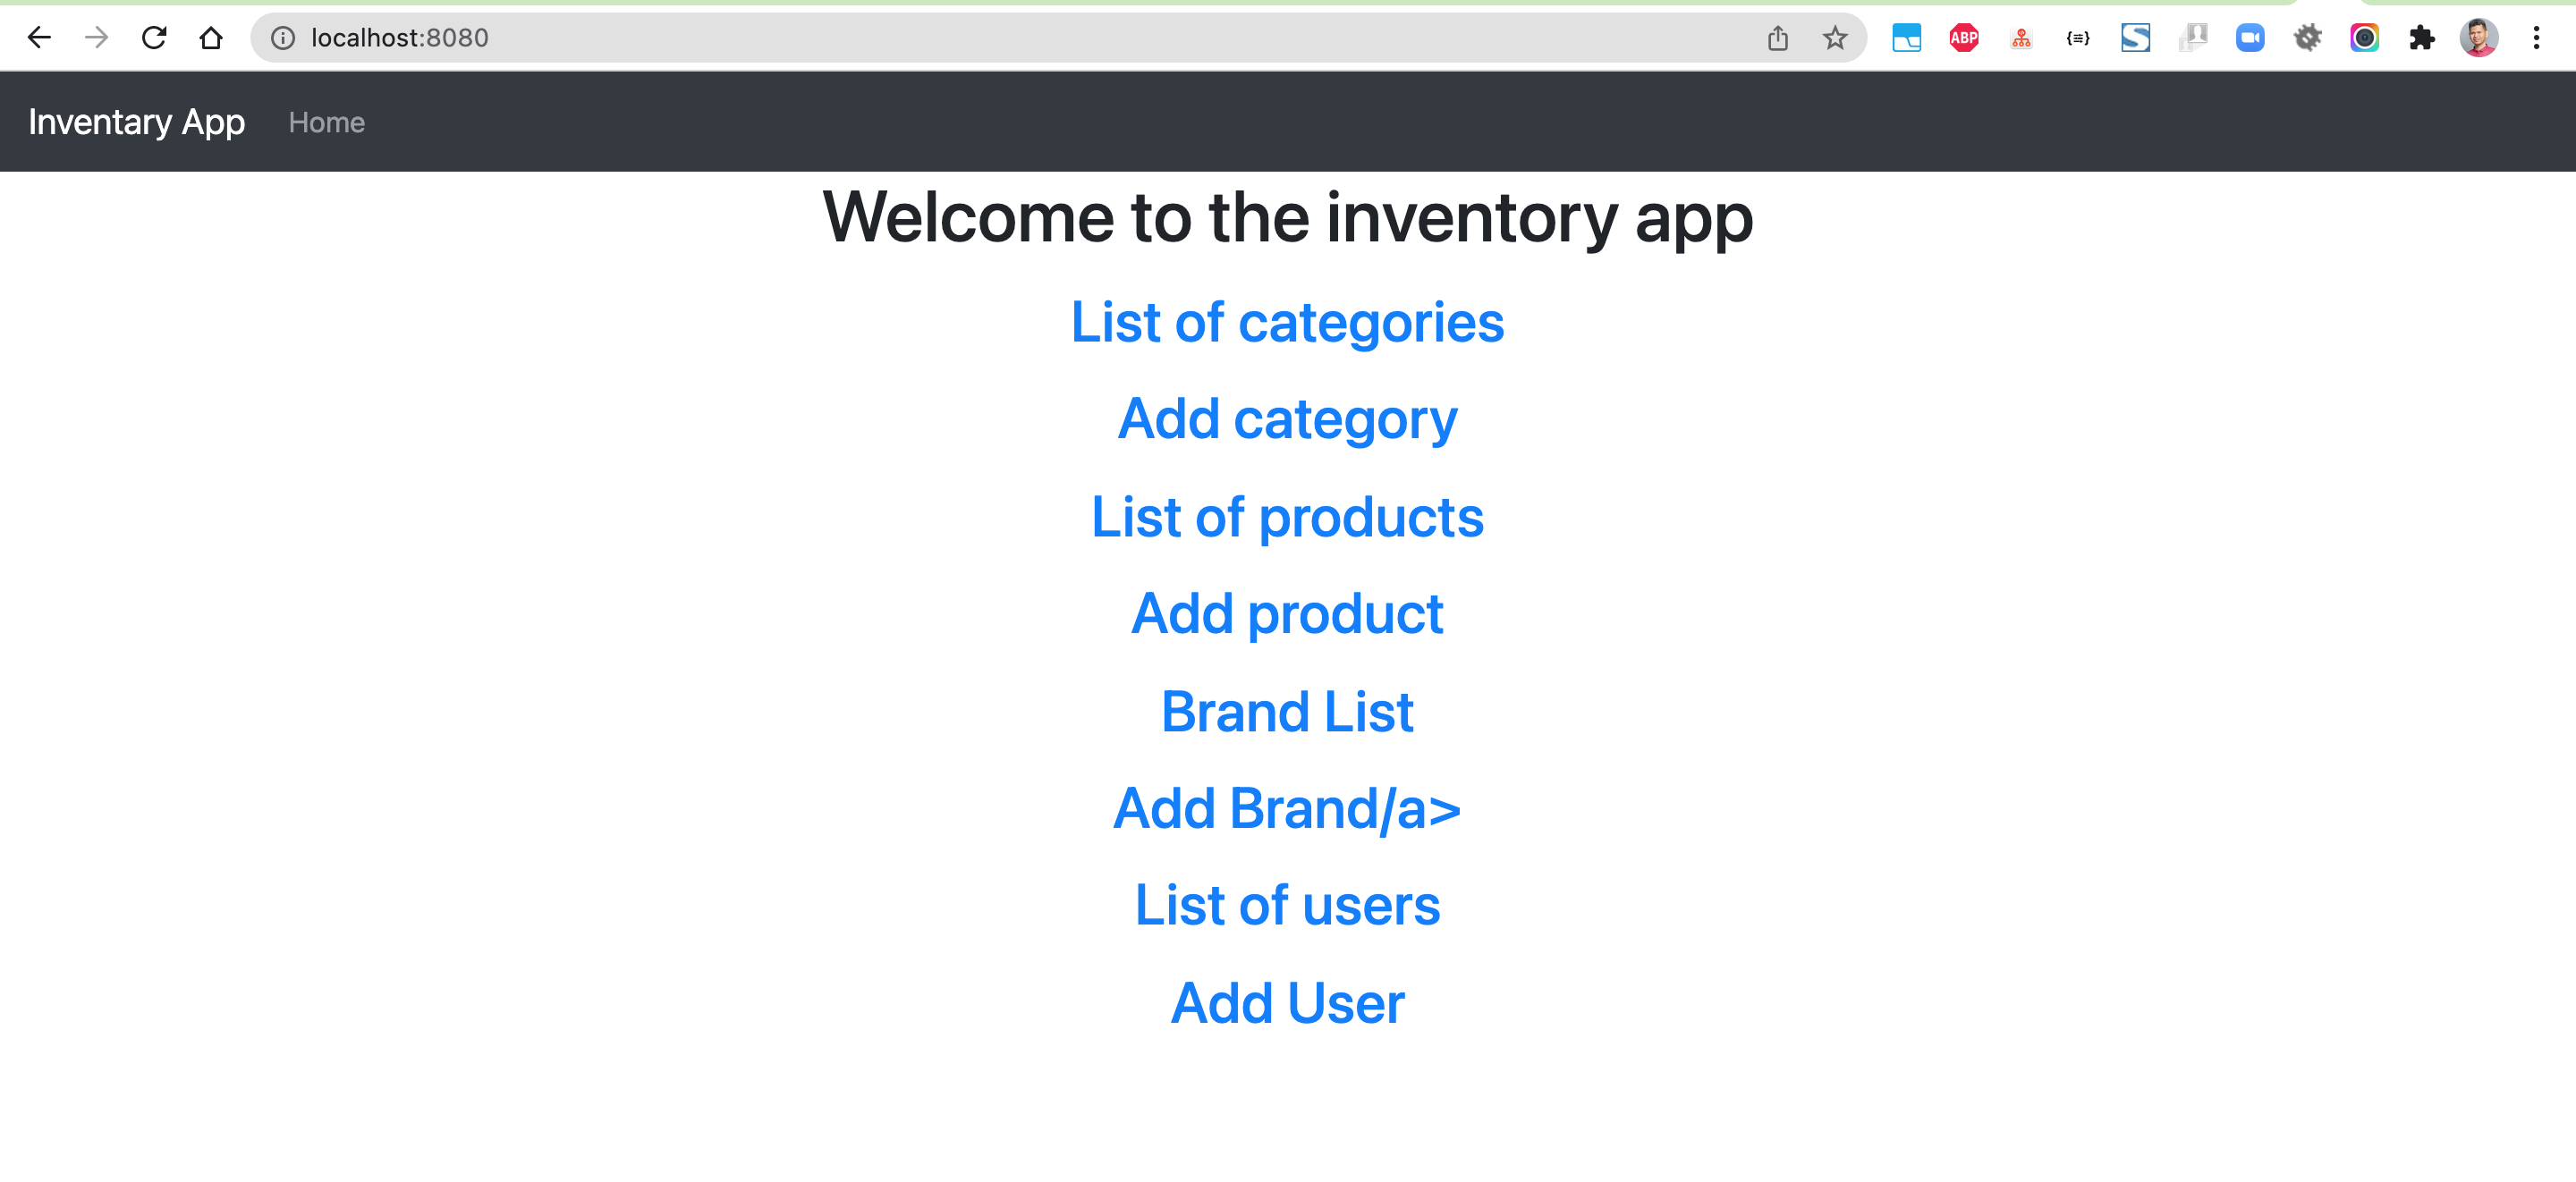 localhost:8080
ABP
Inventary App Home
Welcome to the inventory app
List of categories
Add category
List of products
Add product
Brand List
Add Brand/a>
List of users
Add User